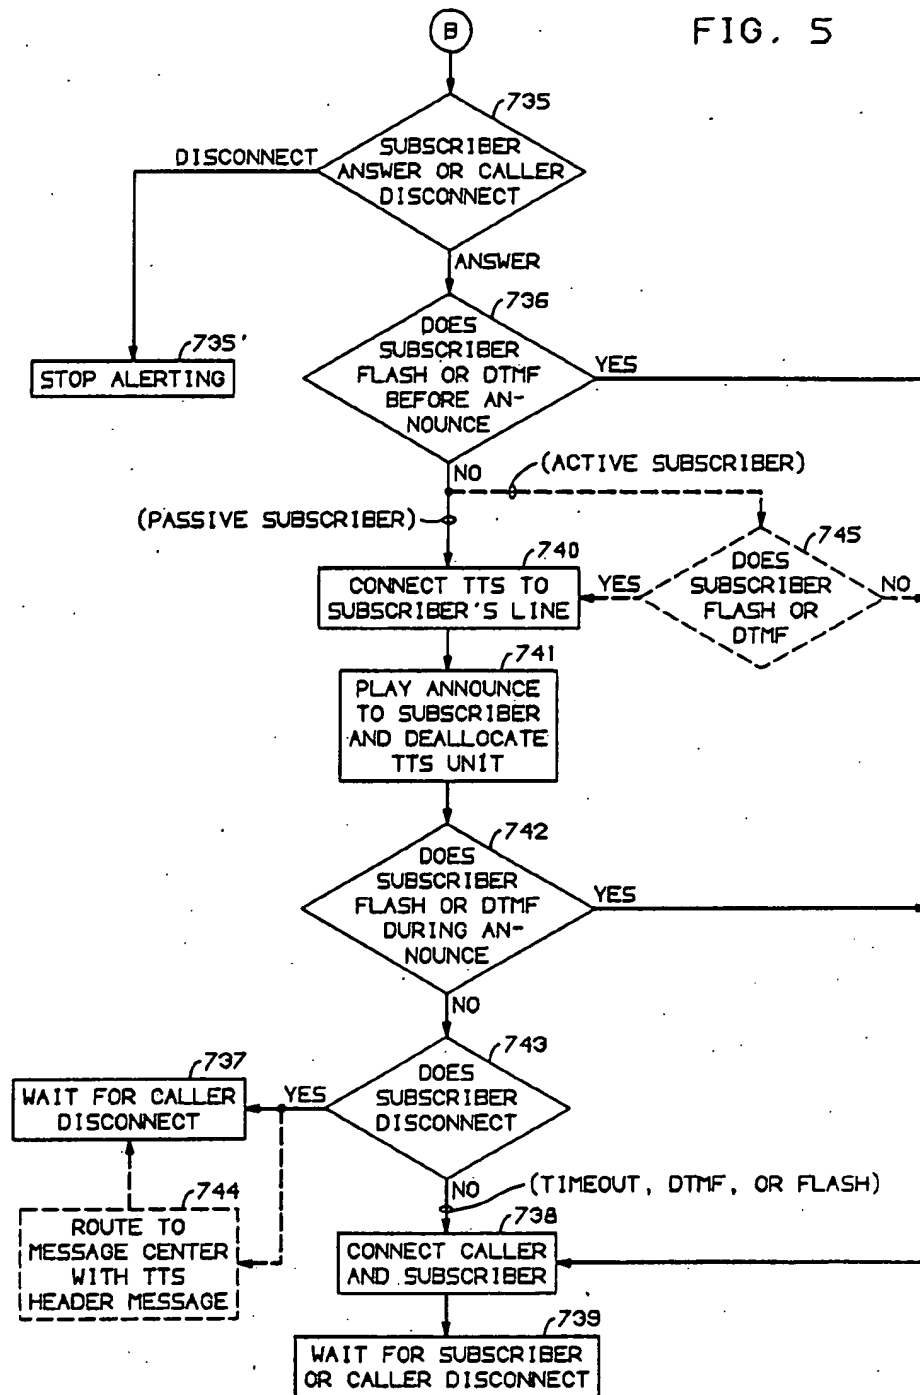 B
FIG. 5
735
SUBSCRIBER
ANSWER OR CALLER
DISCONNECT
DISCONNECT
ANSWER
735'
STOP ALERTING
736
DOES
SUBSCRIBER
FLASH OR DTMF
BEFORE AN-
NOUNCE
YES
NO
(ACTIVE SUBSCRIBER)
(PASSIVE SUBSCRIBER)
745
DOES
SUBSCRIBER
FLASH OR
DTMF
YES
NO
740
CONNECT TTS TO
SUBSCRIBER'S LINE
741
PLAY ANNOUNCE
TO SUBSCRIBER
AND DEALLOCATE
TTS UNIT
742
DOES
SUBSCRIBER
FLASH OR DTMF
DURING AN-
NOUNCE
YES
NO
743
DOES
SUBSCRIBER
DISCONNECT
YES
737
WAIT FOR CALLER
DISCONNECT
744
ROUTE TO
MESSAGE CENTER
WITH TTS
HEADER MESSAGE
NO
(TIMEOUT, DTMF, OR FLASH)
738
CONNECT CALLER
AND SUBSCRIBER
739
WAIT FOR SUBSCRIBER
OR CALLER DISCONNECT